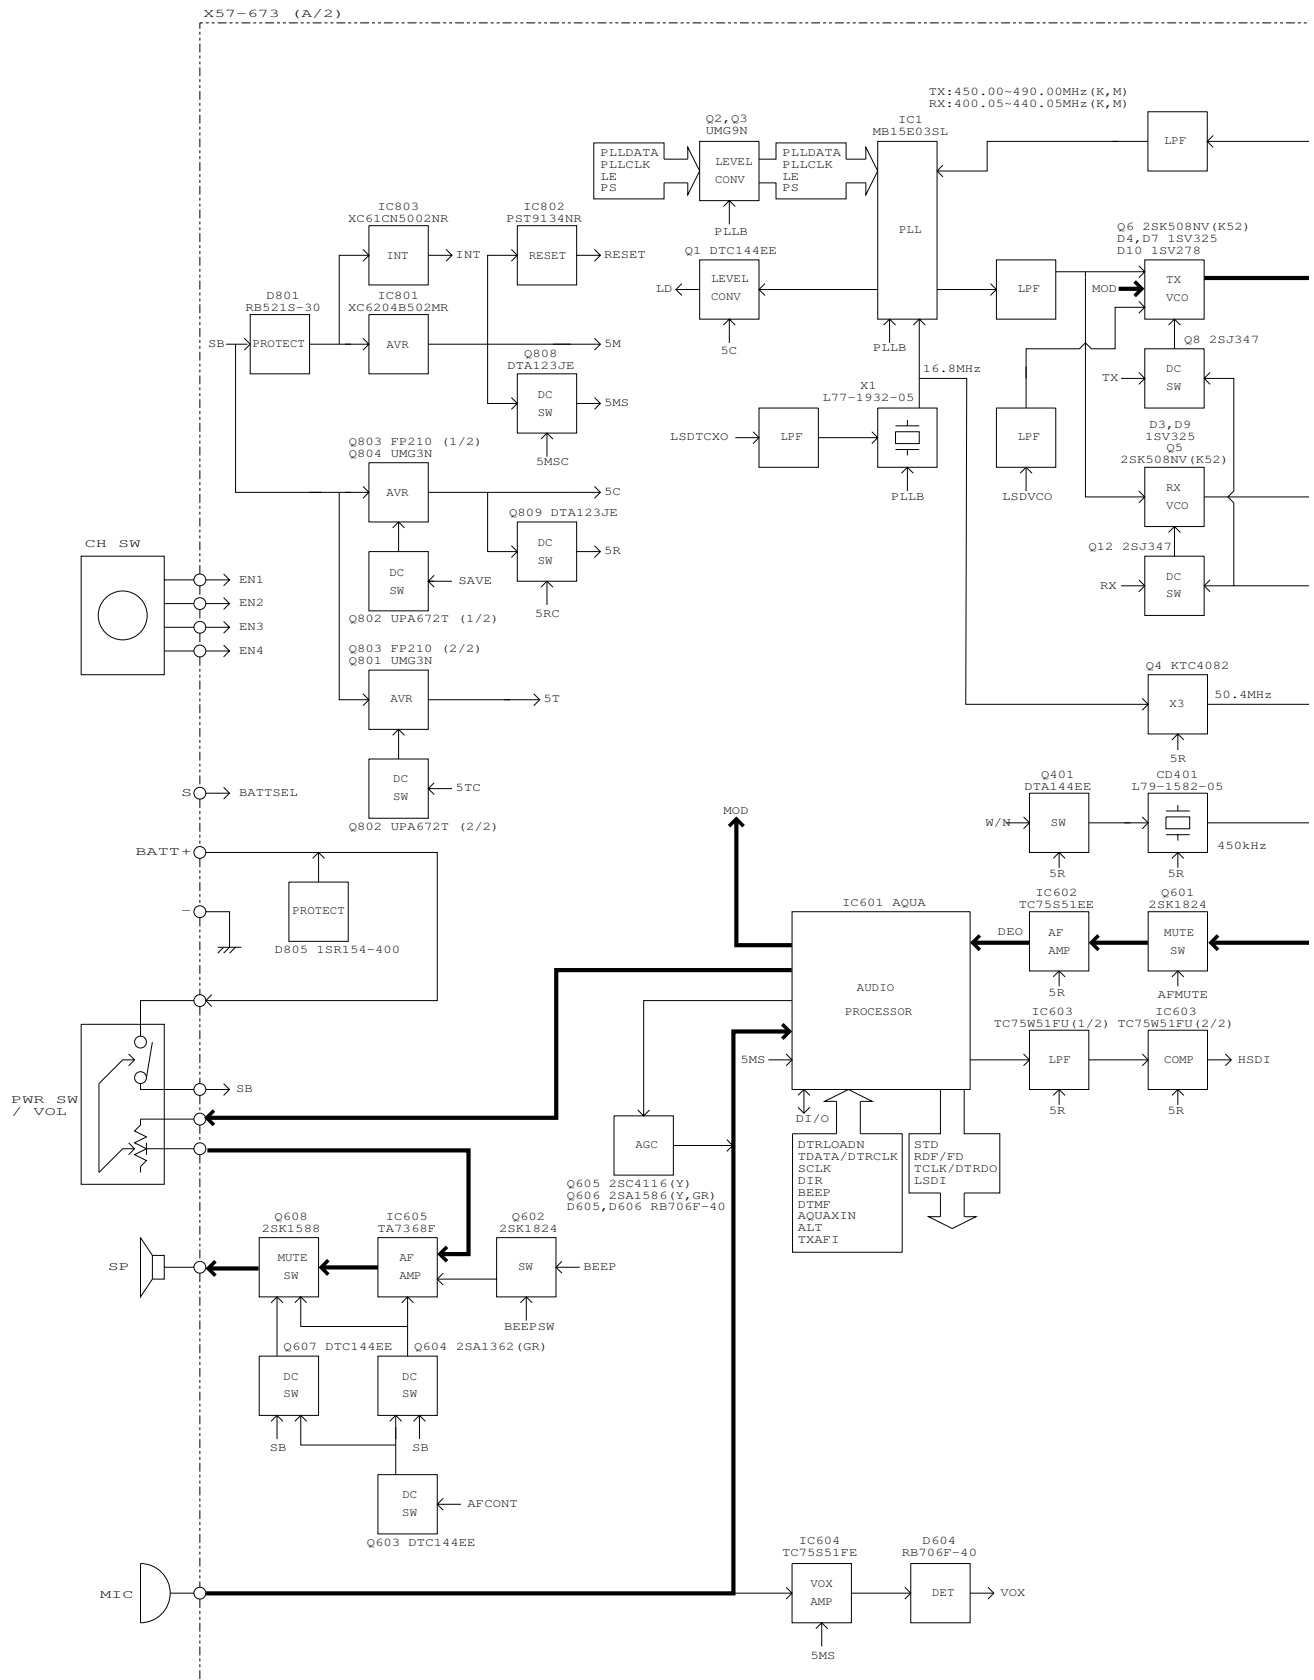 X57-673 (A/2)
TX:450.00~490.00MHz(K,M)
RX:400.05~440.05MHz(K,M)
Q2,Q3
UMG9N
IC1
MB15E03SL
LPF
PLLDATA
PLLCLK
LE
PS
LEVEL
CONV
PLLDATA
PLLCLK
LE
PS
PLLB
PLL
IC803
XC61CN5002NR
INT
INT
IC802
PST9134NR
RESET
RESET
Q1 DTC144EE
LEVEL
CONV
LD
5C
LPF
Q6 2SK508NV(K52)
D4,D7 1SV325
D10 1SV278
MOD
TX
VCO
D801
RB521S-30
SB
PROTECT
IC801
XC6204B502MR
AVR
5M
PLLB
Q8 2SJ347
TX
DC
SW
Q808
DTA123JE
DC
SW
5MS
5MSC
16.8MHz
X1
L77-1932-05
LSDTCXO
LPF
PLLB
LPF
LSDVCO
D3,D9
1SV325
Q5
2SK508NV(K52)
RX
VCO
Q803 FP210 (1/2)
Q804 UMG3N
AVR
5C
Q809 DTA123JE
DC
SW
5R
5RC
Q12 2SJ347
RX
DC
SW
CH SW
EN1
EN2
EN3
EN4
DC
SW
SAVE
Q802 UPA672T (1/2)
Q803 FP210 (2/2)
Q801 UMG3N
AVR
5T
Q4 KTC4082
X3
50.4MHz
5R
DC
SW
5TC
Q802 UPA672T (2/2)
S
BATTSEL
Q401
DTA144EE
W/N
SW
5R
CD401
L79-1582-05
450kHz
5R
MOD
BATT+
PROTECT
D805 1SR154-400
-
IC601 AQUA
AUDIO
PROCESSOR
DEO
IC602
TC75S51EE
AF
AMP
5R
Q601
2SK1824
MUTE
SW
AFMUTE
IC603
TC75W51FU(1/2)
LPF
5R
IC603
TC75W51FU(2/2)
COMP
HSDI
5R
5MS
DI/O
PWR SW
/ VOL
SB
AGC
Q605 2SC4116(Y)
Q606 2SA1586(Y,GR)
D605,D606 RB706F-40
DTRLOADN
TDATA/DTRCLK
SCLK
DIR
BEEP
DTMF
AQUAXIN
ALT
TXAFI
STD
RDF/FD
TCLK/DTRDO
LSDI
SP
Q608
2SK1588
MUTE
SW
IC605
TA7368F
AF
AMP
Q602
2SK1824
SW
BEEP
BEEPSW
Q607 DTC144EE
DC
SW
SB
Q604 2SA1362(GR)
DC
SW
SB
DC
SW
AFCONT
Q603 DTC144EE
MIC
IC604
TC75S51FE
VOX
AMP
5MS
D604
RB706F-40
DET
VOX